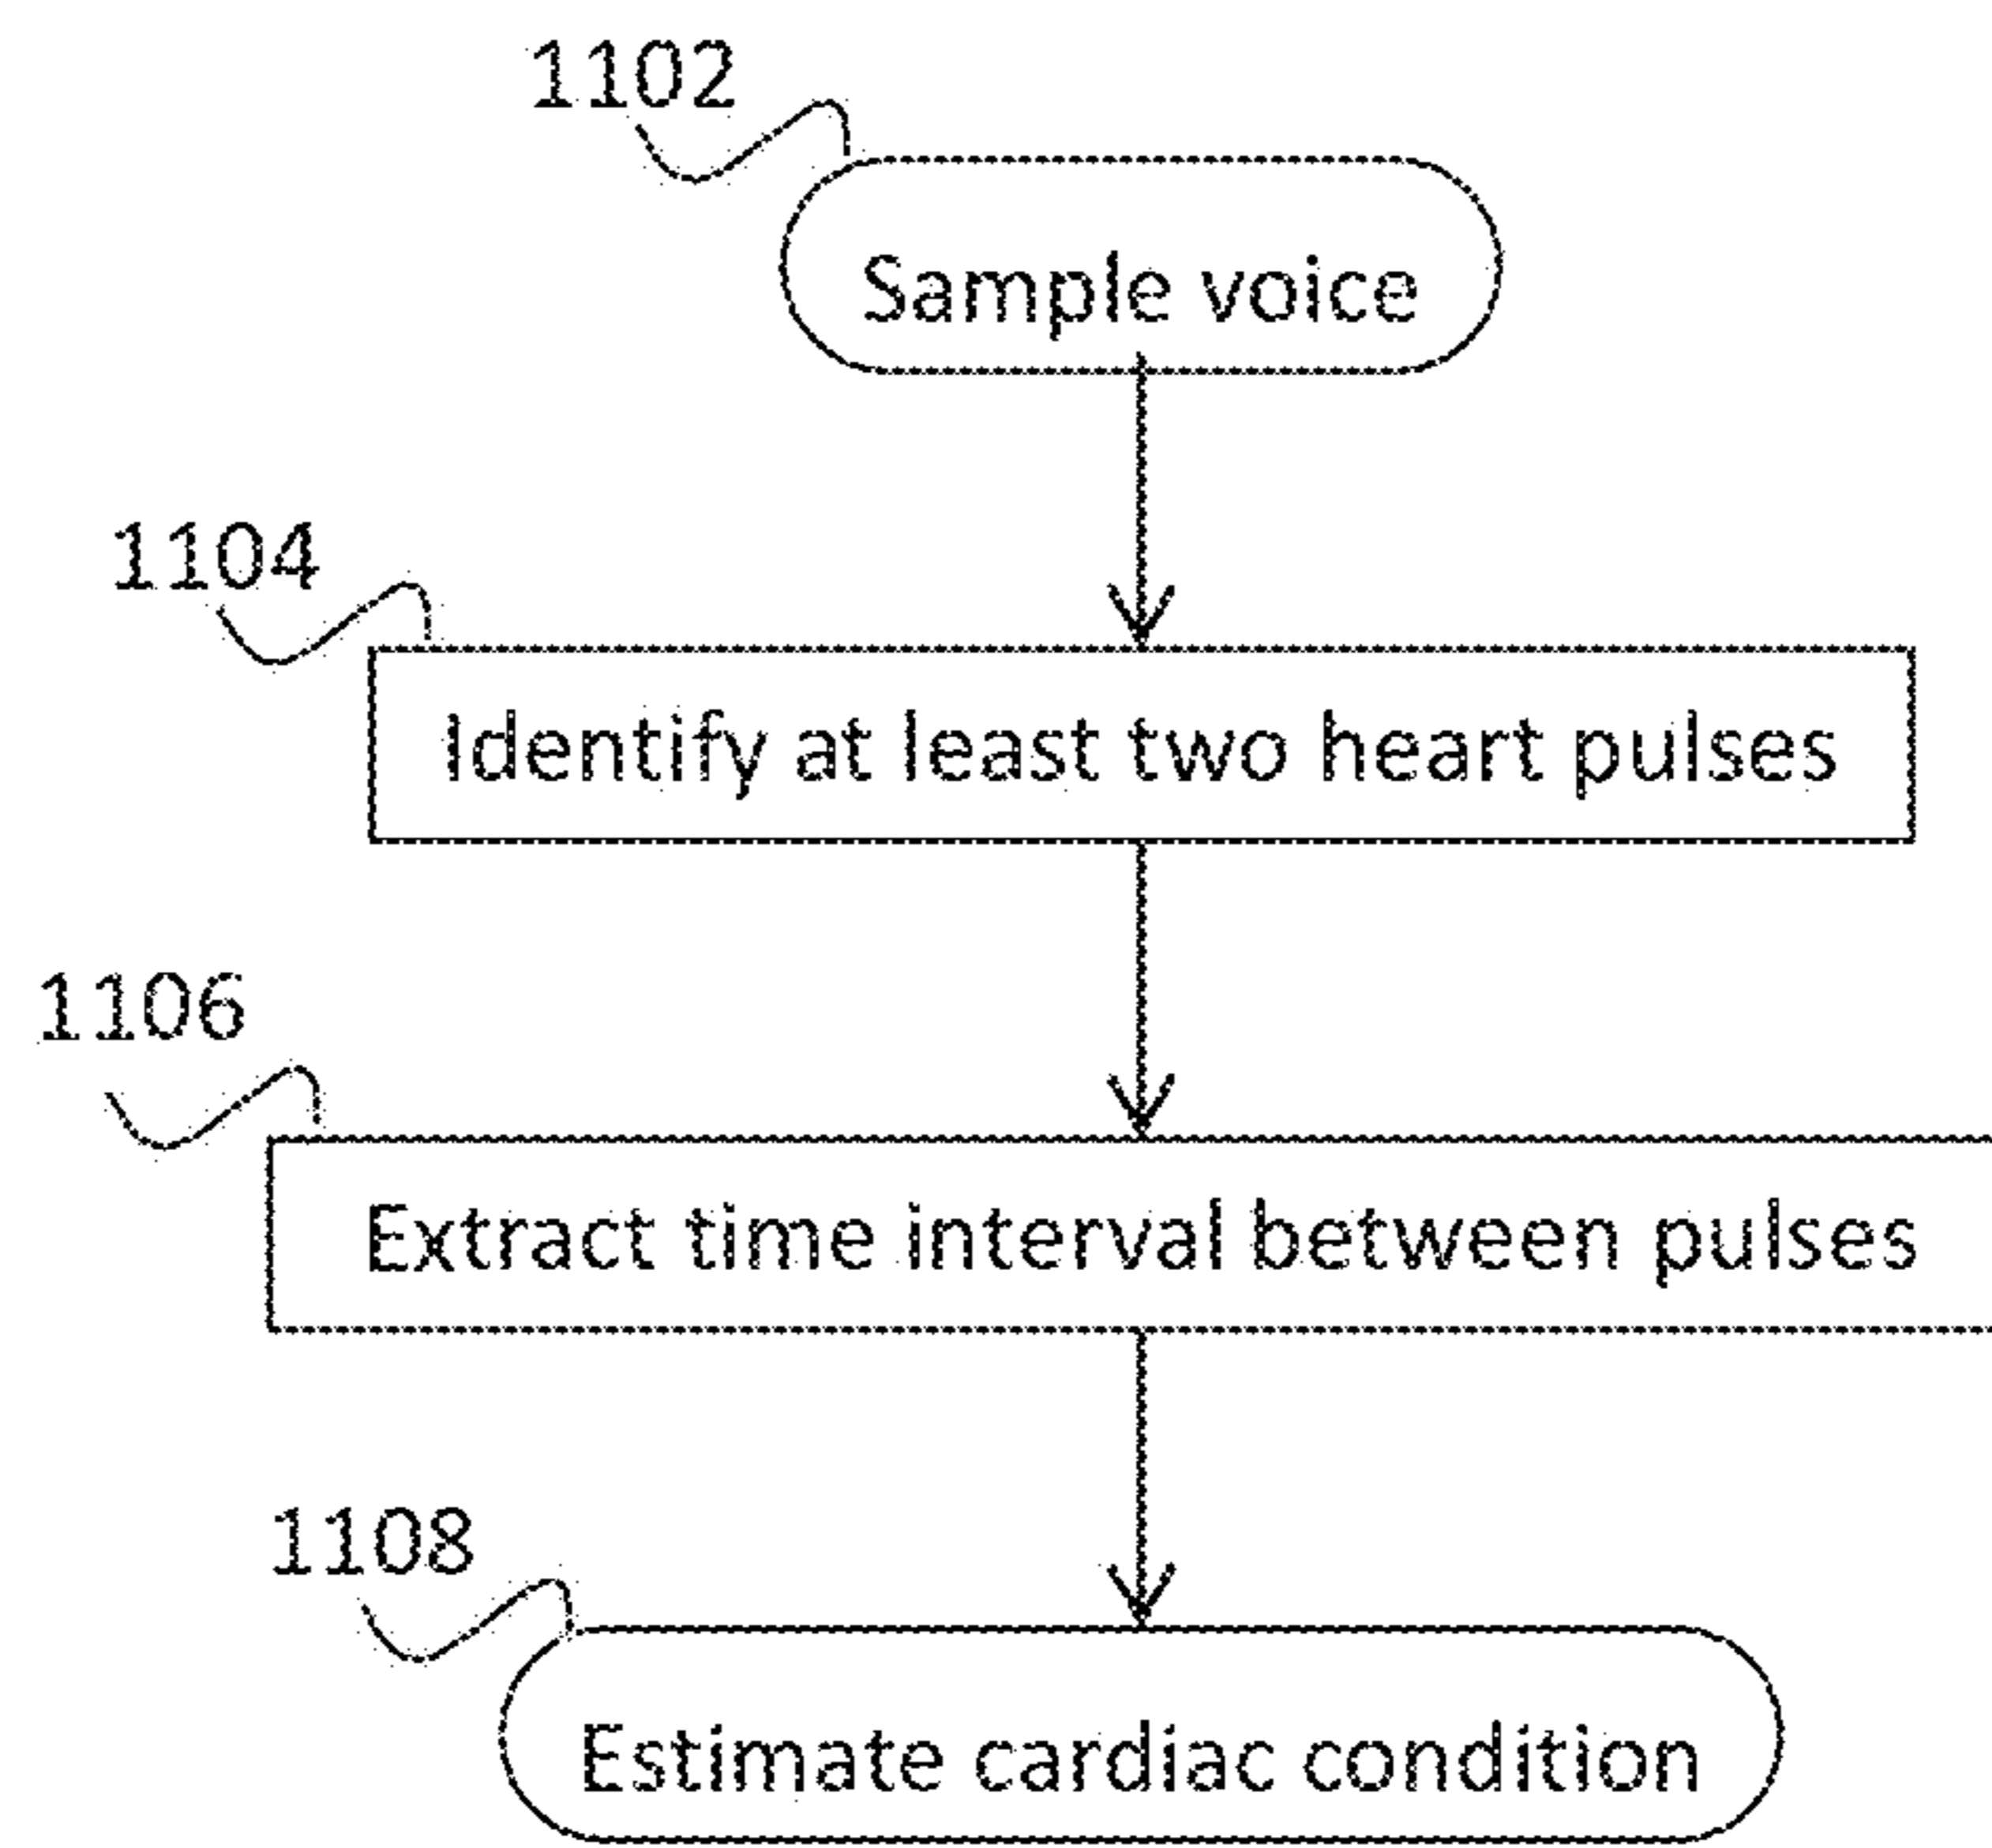 1102
Sample voice
1104
Identify at least two heart pulses
1106
Extract time interval between pulses
1108
Estimate cardiac condition